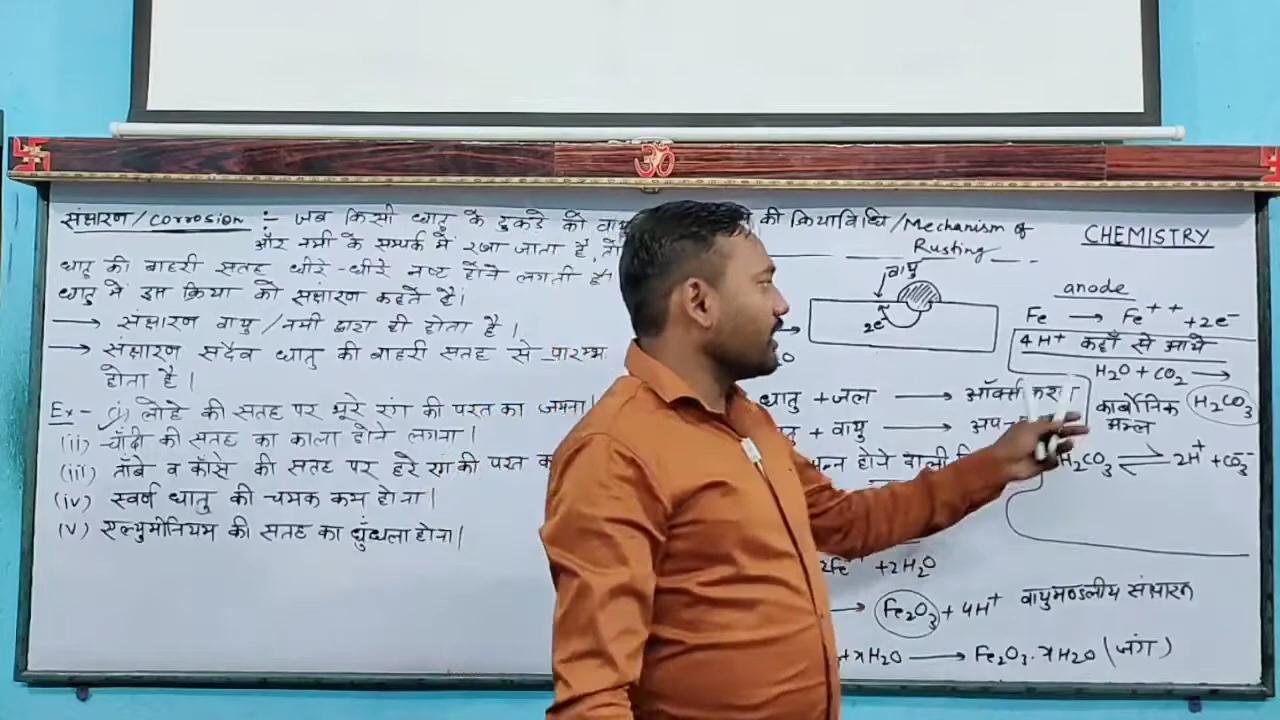 संक्षारण/corrosion :- जब किसी धातु के टुकडे को
और नमी के सम्पर्क में रखा जाता है, तो
धातु की बाहरी सतह धीरे-धीरे नष्ट होने लगती है।
धातु में इस क्रिया को संक्षारण कहते हैं।
→ संक्षारण वायु/नमी द्वारा ही होता है।
→ संक्षारण सदैव धातु की बाहरी सतह से प्रारम्भ
होता है।
Ex- (i) लोहे की सतह पर भूरे रंग की परत का जमना।
(ii) चाँदी की सतह का काला होने लगना।
(iii) ताँबे व काँसे की सतह पर हरे रंग की परत
(iv) स्वर्ण धातु की चमक कम होना।
(v) एल्युमीनियम की सतह का धुंधला होना।
की क्रियाविधि/Mechanism of
Rusting
वायु
2e⁻
धातु + जल →
+ वायु →
होने वाली
+2H₂O
→ Fe₂O₃ + 4H⁺ वायुमण्डलीय संक्षारण
+xH₂O → Fe₂O₃.xH₂O (जंग)
CHEMISTRY
anode
Fe → Fe⁺⁺ +2e⁻
4H⁺ कहाँ से आये
H₂O + CO₂ →
कार्बोनिक H₂CO₃
अम्ल
H₂CO₃ ⇌ 2H⁺ + CO₃⁻
ॐ